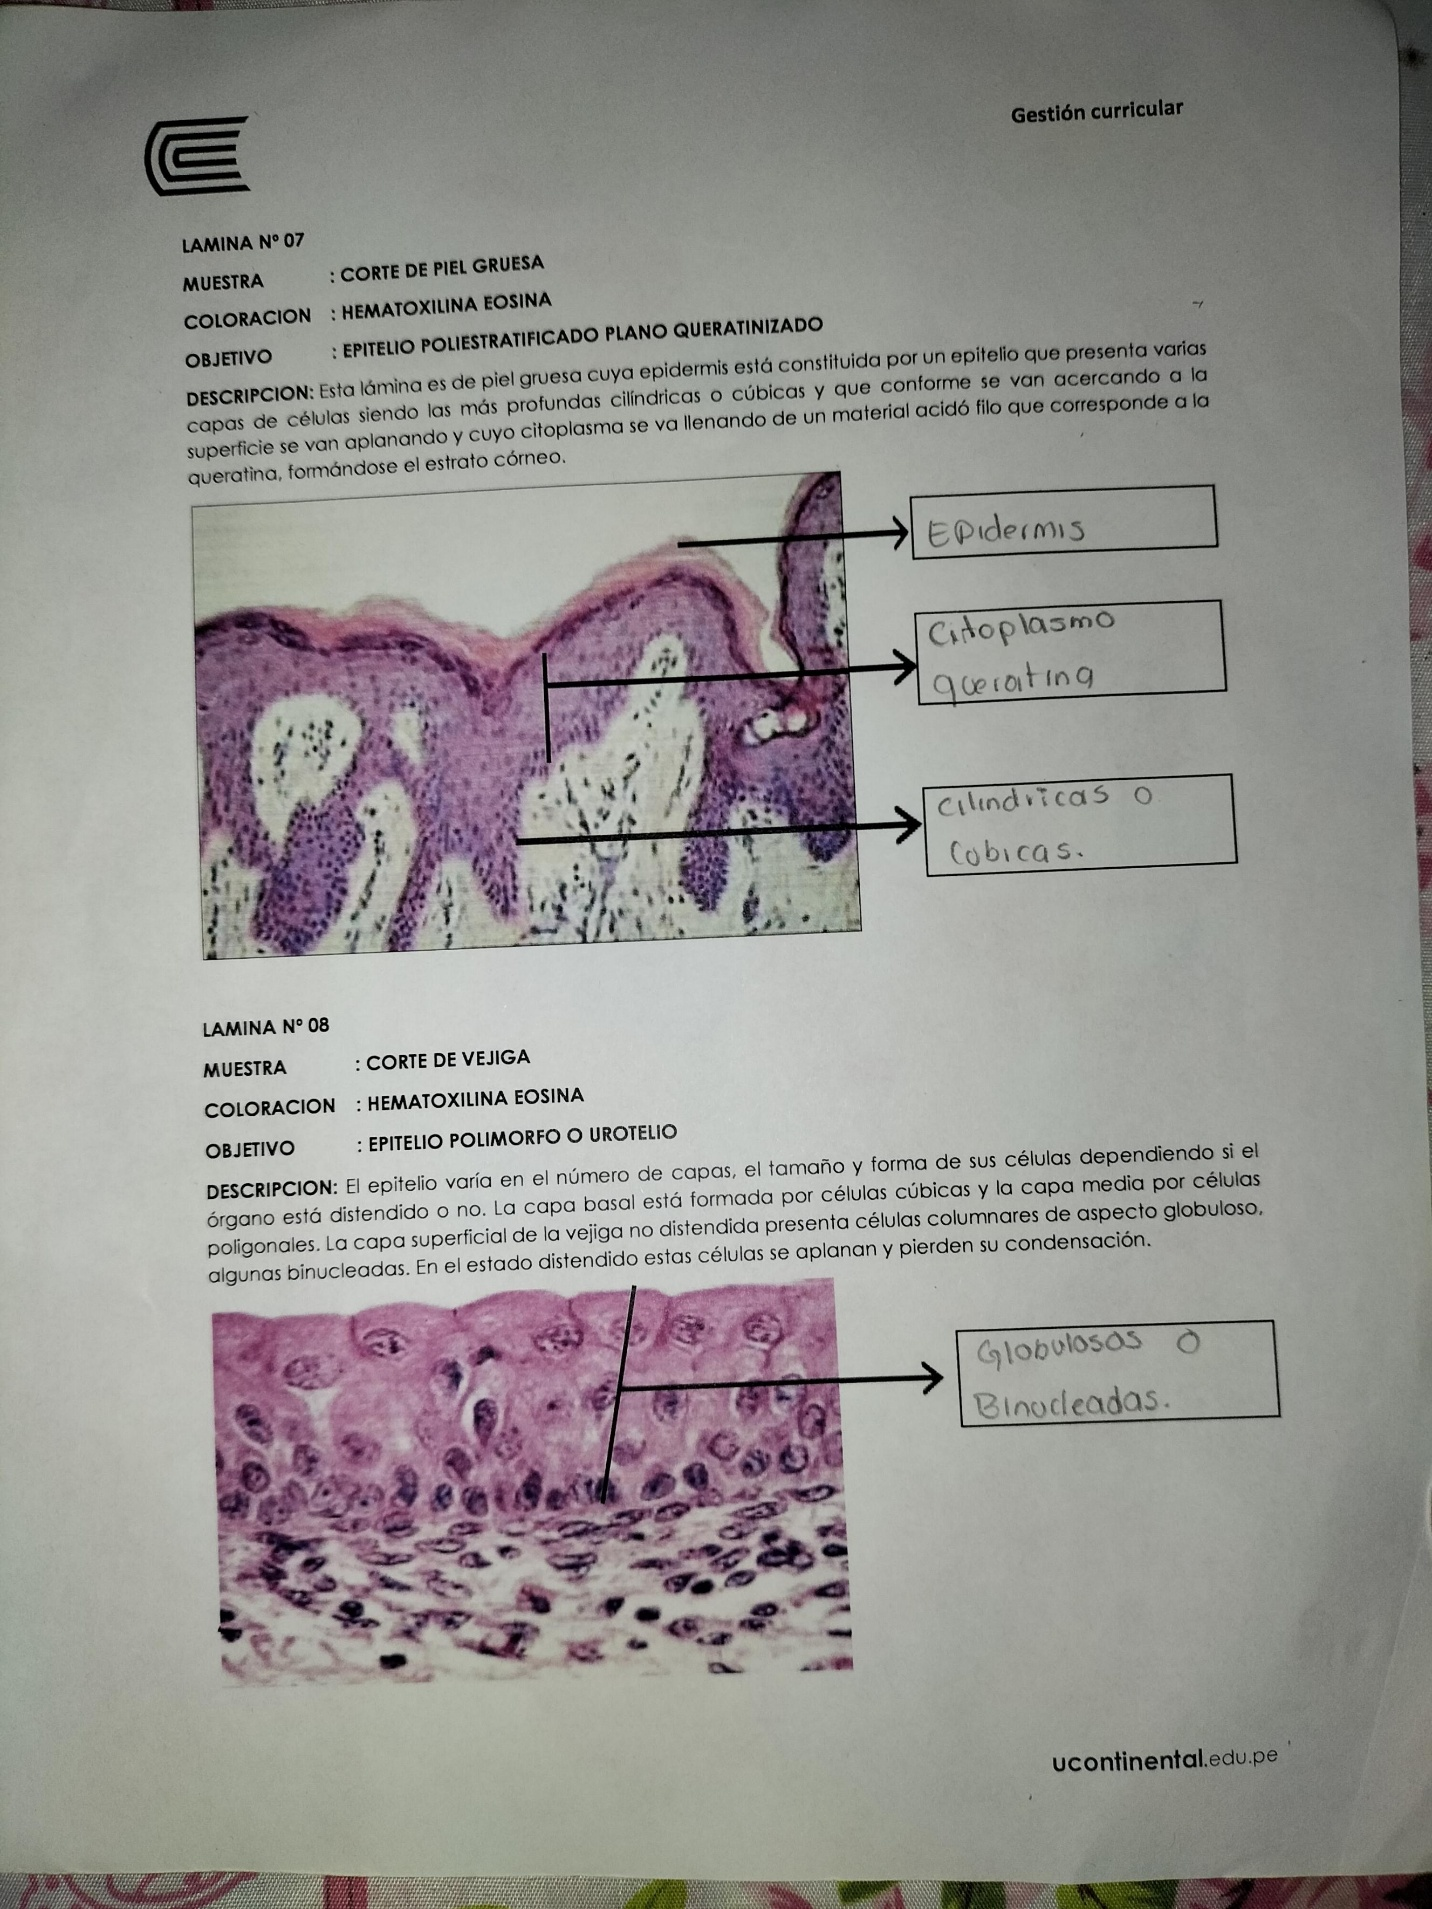 Gestión curricular
LAMINA Nº 07
MUESTRA : CORTE DE PIEL GRUESA
COLORACION : HEMATOXILINA EOSINA
OBJETIVO : EPITELIO POLIESTRATIFICADO PLANO QUERATINIZADO
DESCRIPCION: Esta lámina es de piel gruesa cuya epidermis está constituida por un epitelio que presenta varias
capas de células siendo las más profundas cilíndricas o cúbicas y que conforme se van acercando a la
superficie se van aplanando y cuyo citoplasma se va llenando de un material acidó filo que corresponde a la
queratina, formándose el estrato córneo.
EPidermis
Citoplasmo
queratina
cilindricas o
Cobicas.
LAMINA Nº 08
MUESTRA : CORTE DE VEJIGA
COLORACION : HEMATOXILINA EOSINA
OBJETIVO : EPITELIO POLIMORFO O UROTELIO
DESCRIPCION: El epitelio varía en el número de capas, el tamaño y forma de sus células dependiendo si el
órgano está distendido o no. La capa basal está formada por células cúbicas y la capa media por células
poligonales. La capa superficial de la vejiga no distendida presenta células columnares de aspecto globuloso,
algunas binucleadas. En el estado distendido estas células se aplanan y pierden su condensación.
Globulosos o
Binucleadas.
ucontinental.edu.pe